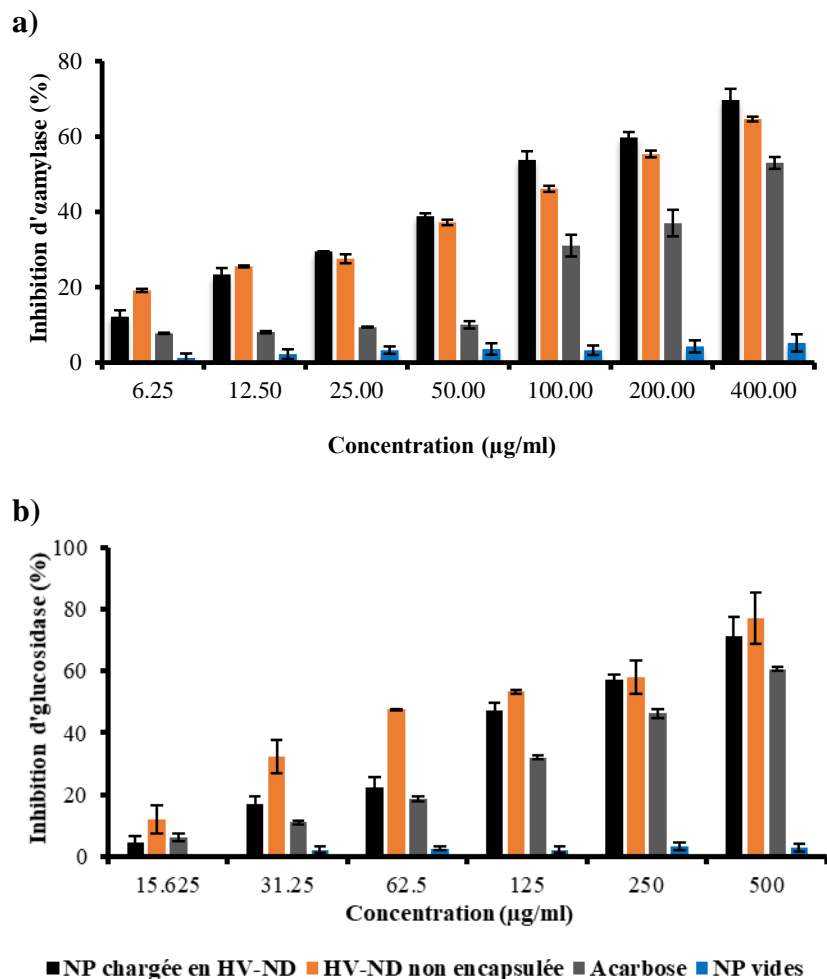 a)
Inhibition d'αamylase (%)
80
60
40
20
0
6.25 12.50 25.00 50.00 100.00 200.00 400.00
Concentration (µg/ml)
b)
Inhibition d'glucosidase (%)
100
80
60
40
20
0
15.625 31.25 62.5 125 250 500
Concentration (µg/ml)
NP chargée en HV-ND HV-ND non encapsulée Acarbose NP vides